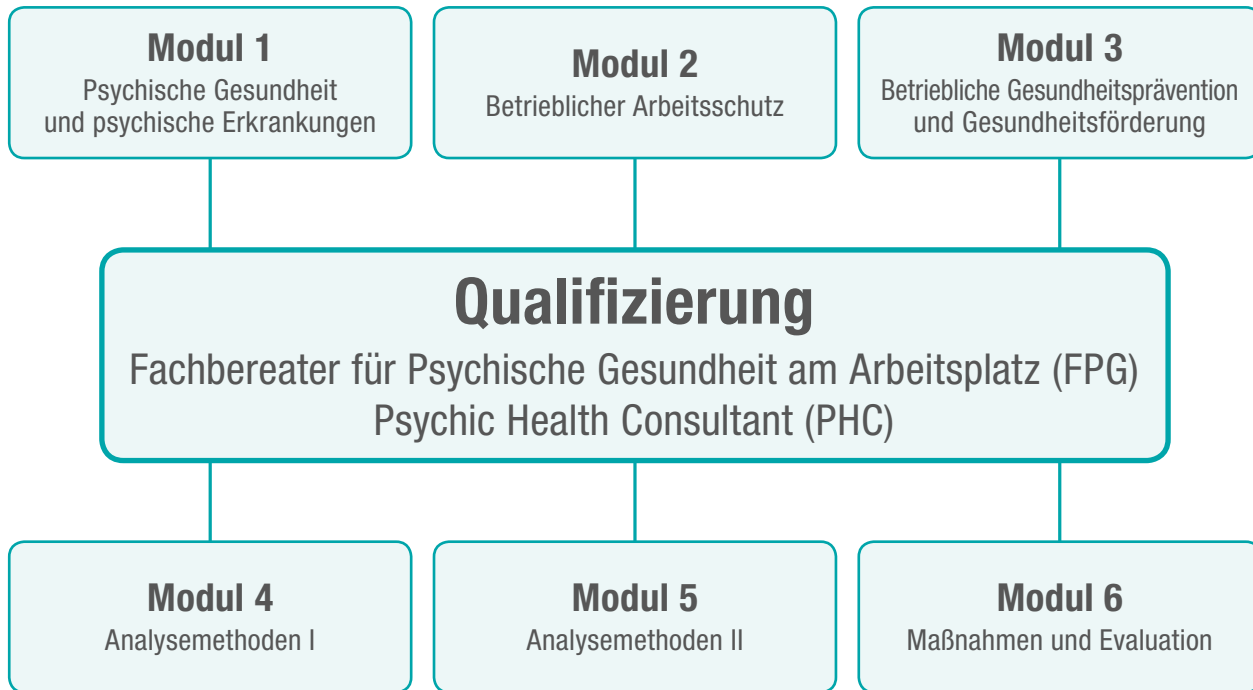 Modul 1
Psychische Gesundheit
und psychische Erkrankungen
Modul 2
Betrieblicher Arbeitsschutz
Modul 3
Betriebliche Gesundheitsprävention
und Gesundheitsförderung
Qualifizierung
Fachbereater für Psychische Gesundheit am Arbeitsplatz (FPG)
Psychic Health Consultant (PHC)
Modul 4
Analysemethoden I
Modul 5
Analysemethoden II
Modul 6
Maßnahmen und Evaluation